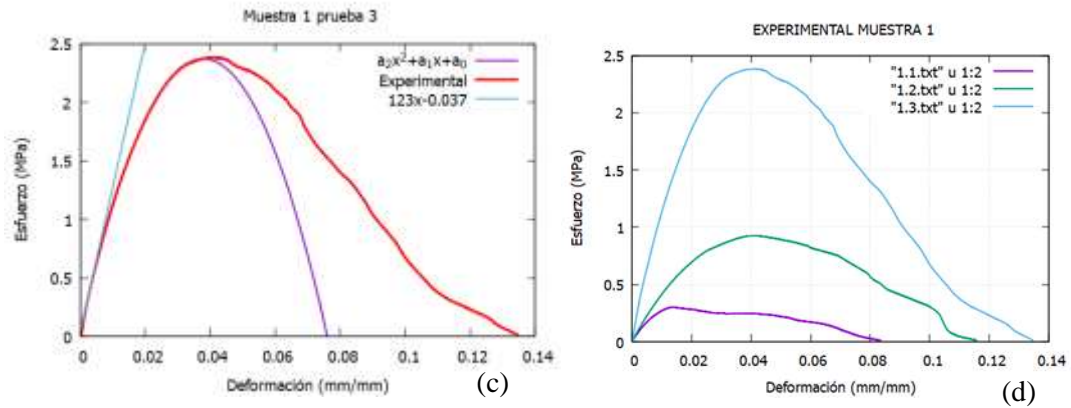 Muestra 1 prueba 3
2.5
2
1.5
1
0.5
0
Esfuerzo (MPa)
a₂x²+a₁x+a₀
Experimental
123x-0.037
0 0.02 0.04 0.06 0.08 0.1 0.12 0.14
Deformación (mm/mm)
(c)
EXPERIMENTAL MUESTRA 1
2.5
2
1.5
1
0.5
0
Esfuerzo (MPa)
"1.1.txt" u 1:2
"1.2.txt" u 1:2
"1.3.txt" u 1:2
0 0.02 0.04 0.06 0.08 0.1 0.12 0.14
Deformación (mm/mm)
(d)